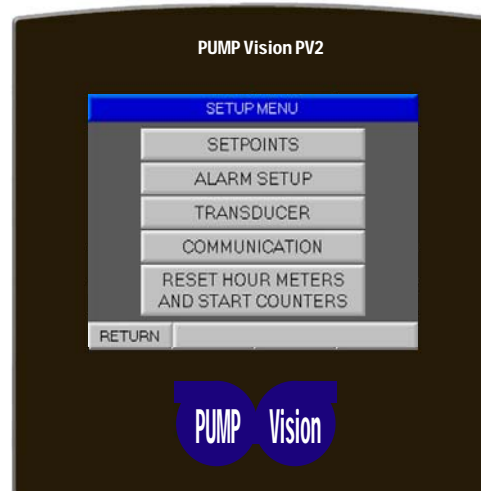 PUMP Vision PV2
SETUP MENU
SETPOINTS
ALARM SETUP
TRANSDUCER
COMMUNICATION
RESET HOUR METERS
AND START COUNTERS
RETURN
PUMP Vision